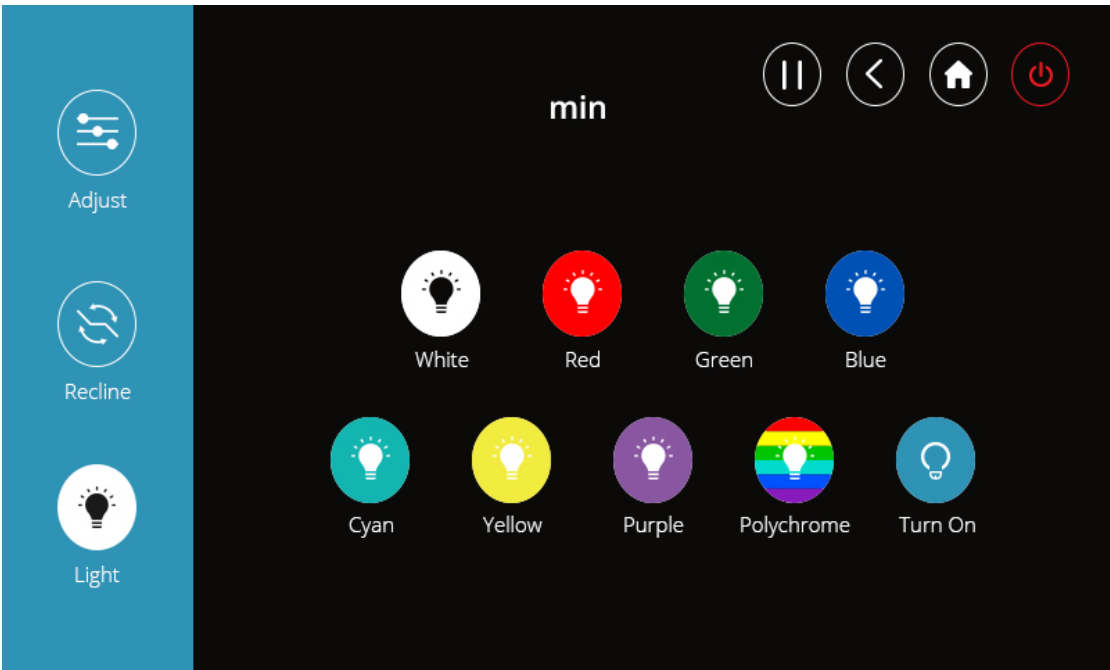 min
Adjust
Recline
Light
White Red Green Blue
Cyan Yellow Purple Polychrome Turn On